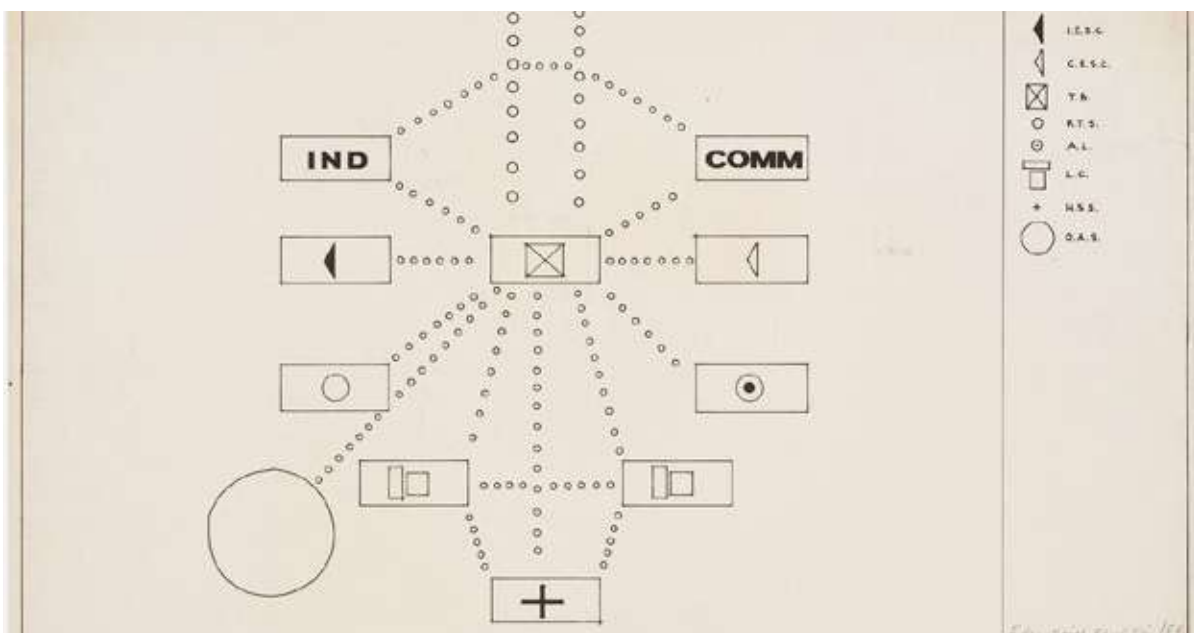 I.E.S.C.
C.E.S.C.
IND
COMM
T.B.
R.T.S.
A.L.
L.C.
H.S.S.
O.A.S.